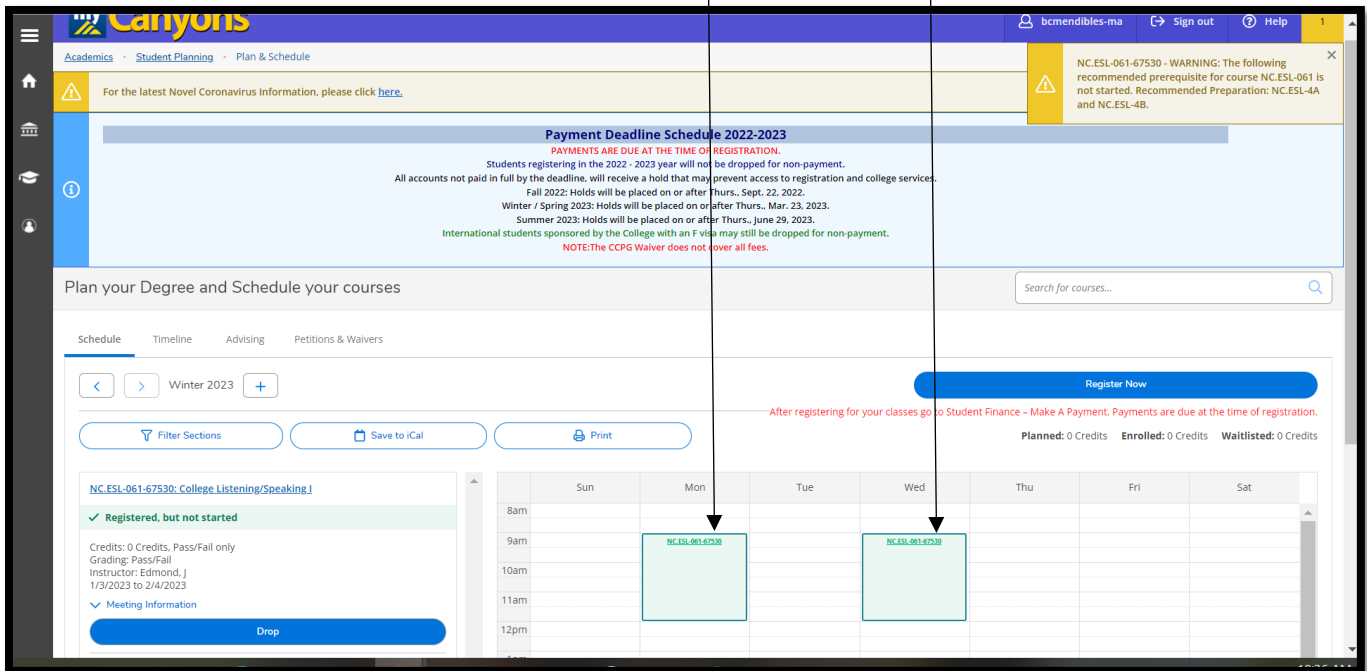 my Canyons
bcmendibles-ma
Sign out
Help
1
Academics · Student Planning · Plan & Schedule
For the latest Novel Coronavirus Information, please click here.
NC.ESL-061-67530 - WARNING: The following
recommended prerequisite for course NC.ESL-061 is
not started. Recommended Preparation: NC.ESL-4A
and NC.ESL-4B.
Payment Deadline Schedule 2022-2023
PAYMENTS ARE DUE AT THE TIME OF REGISTRATION.
Students registering in the 2022 - 2023 year will not be dropped for non-payment.
All accounts not paid in full by the deadline, will receive a hold that may prevent access to registration and college services.
Fall 2022: Holds will be placed on or after Thurs., Sept. 22, 2022.
Winter / Spring 2023: Holds will be placed on or after Thurs., Mar. 23, 2023.
Summer 2023: Holds will be placed on or after Thurs., June 29, 2023.
International students sponsored by the College with an F visa may still be dropped for non-payment.
NOTE:The CCPG Waiver does not cover all fees.
Plan your Degree and Schedule your courses
Search for courses...
Schedule
Timeline
Advising
Petitions & Waivers
Winter 2023
Register Now
After registering for your classes go to Student Finance – Make A Payment. Payments are due at the time of registration.
Filter Sections
Save to iCal
Print
Planned: 0 Credits Enrolled: 0 Credits Waitlisted: 0 Credits
NC.ESL-061-67530: College Listening/Speaking I
Registered, but not started
Credits: 0 Credits, Pass/Fail only
Grading: Pass/Fail
Instructor: Edmond, J
1/3/2023 to 2/4/2023
Meeting Information
Drop
Sun
Mon
Tue
Wed
Thu
Fri
Sat
8am
9am
NC.ESL-061-67530
NC.ESL-061-67530
10am
11am
12pm